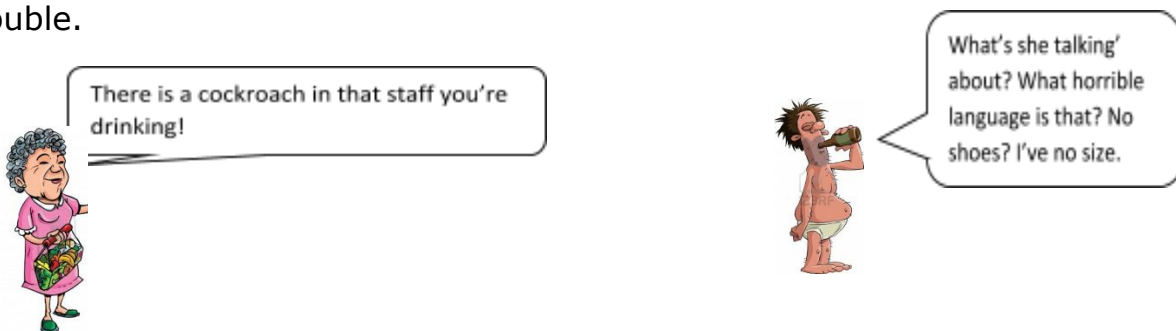 ouble.
There is a cockroach in that staff you're
drinking!
What's she talking'
about? What horrible
language is that? No
shoes? I've no size.